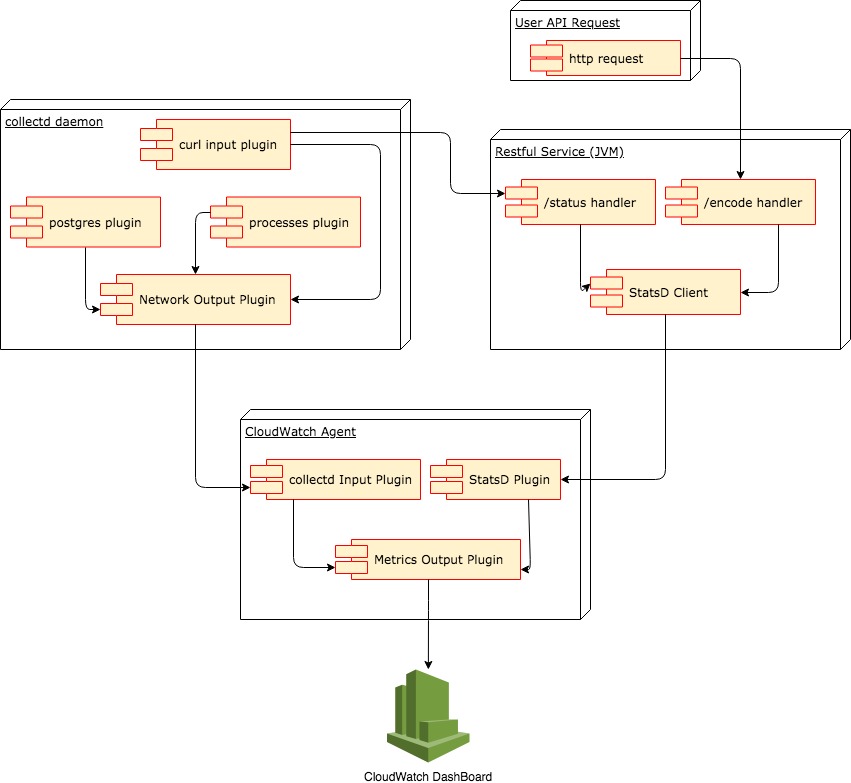 User API Request
http request
collectd daemon
curl input plugin
postgres plugin
processes plugin
Network Output Plugin
Restful Service (JVM)
/status handler
/encode handler
StatsD Client
CloudWatch Agent
collectd Input Plugin
StatsD Plugin
Metrics Output Plugin
CloudWatch DashBoard